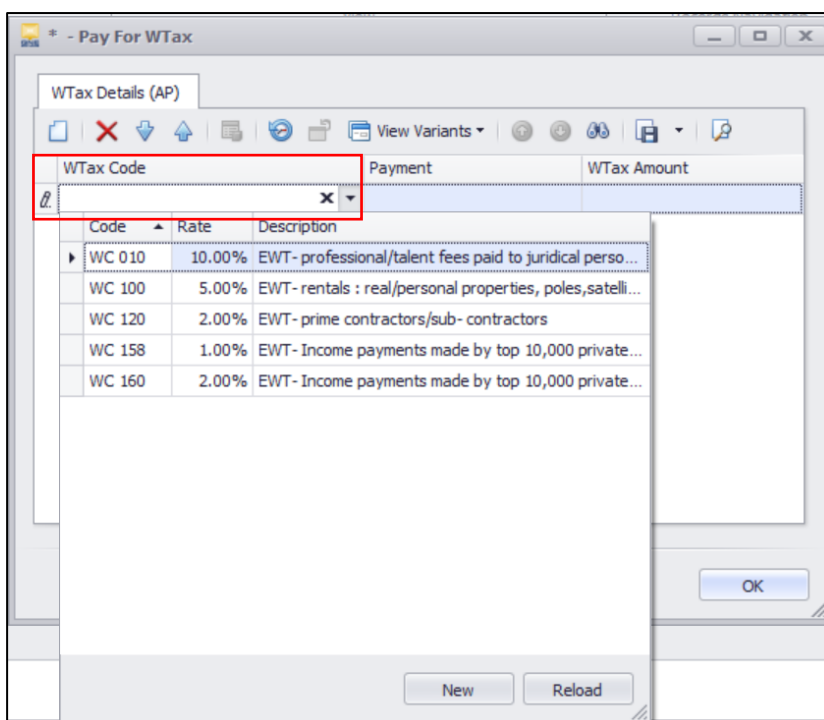 * - Pay For WTax
WTax Details (AP)
View Variants
WTax Code Payment WTax Amount
Code Rate Description
WC 010 10.00% EWT- professional/talent fees paid to juridical perso...
WC 100 5.00% EWT- rentals : real/personal properties, poles,satelli...
WC 120 2.00% EWT- prime contractors/sub- contractors
WC 158 1.00% EWT- Income payments made by top 10,000 private...
WC 160 2.00% EWT- Income payments made by top 10,000 private...
OK
New Reload